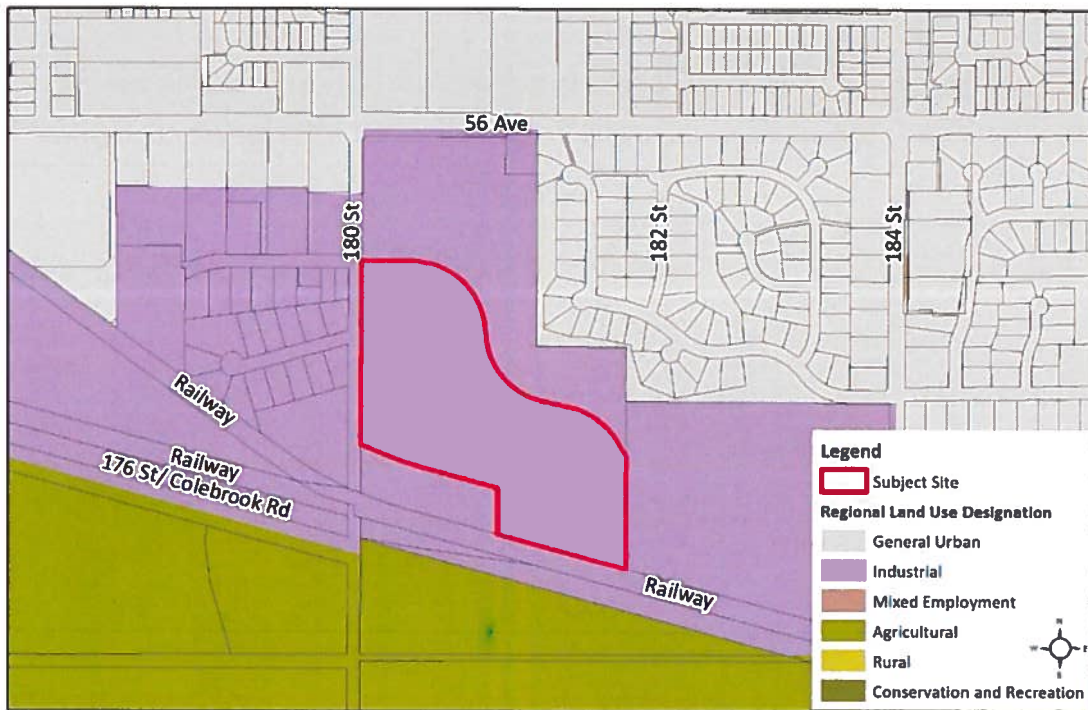 56 Ave
180 St
182 St
184 St
Railway
Railway
176 St/ Colebrook Rd
Railway
Legend
Subject Site
Regional Land Use Designation
General Urban
Industrial
Mixed Employment
Agricultural
Rural
Conservation and Recreation
N
W
E
S